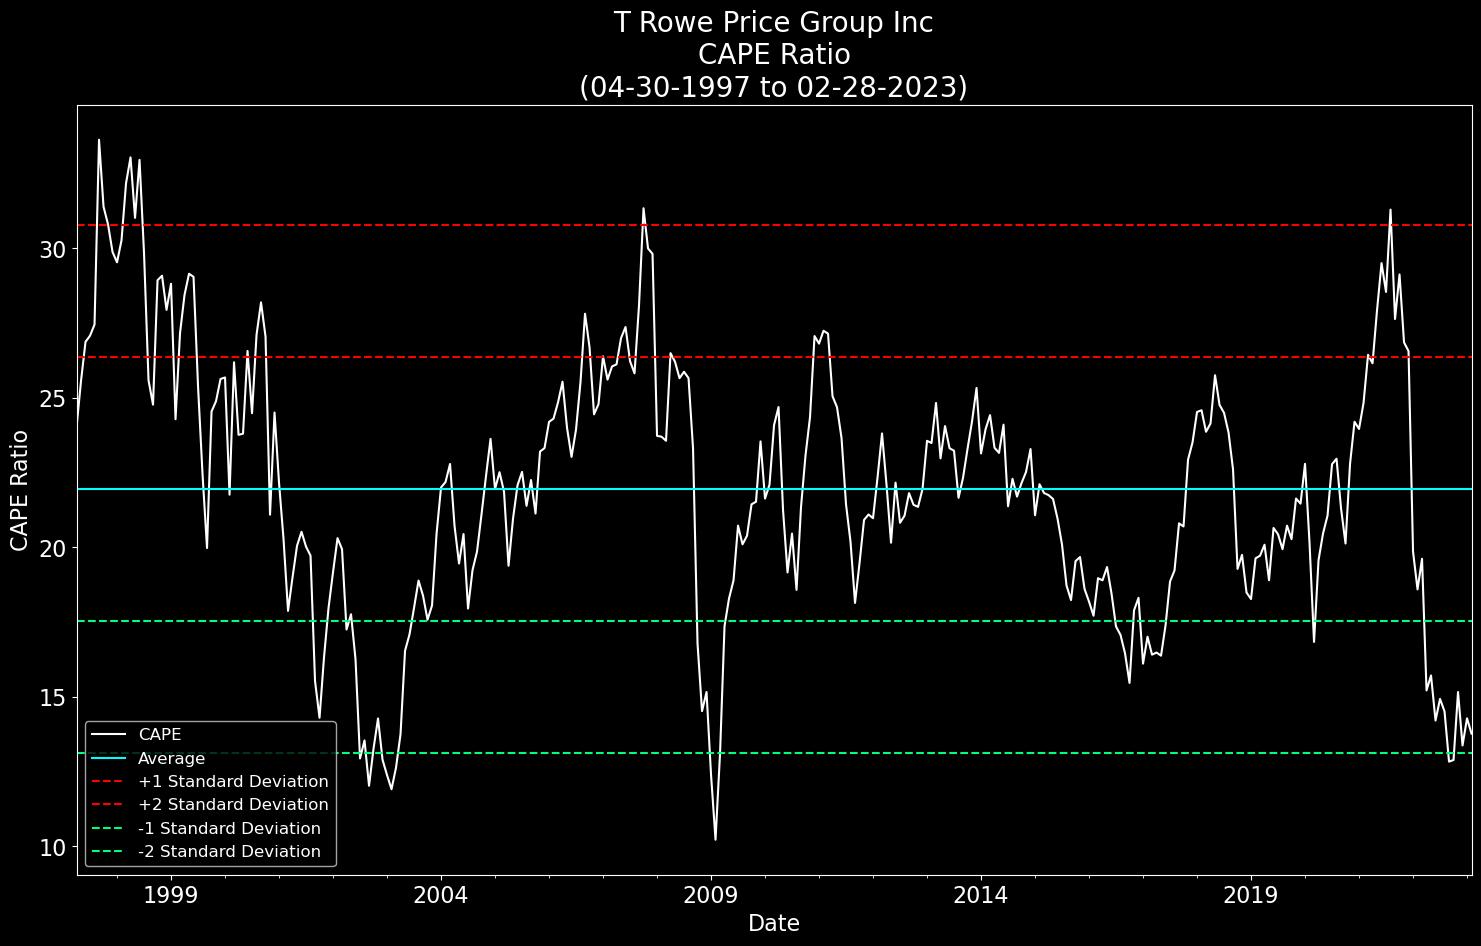 T Rowe Price Group Inc
CAPE Ratio
(04-30-1997 to 02-28-2023)
CAPE Ratio
30
25
20
15
10
CAPE
Average
+1 Standard Deviation
+2 Standard Deviation
-1 Standard Deviation
-2 Standard Deviation
1999 2004 2009 2014 2019
Date